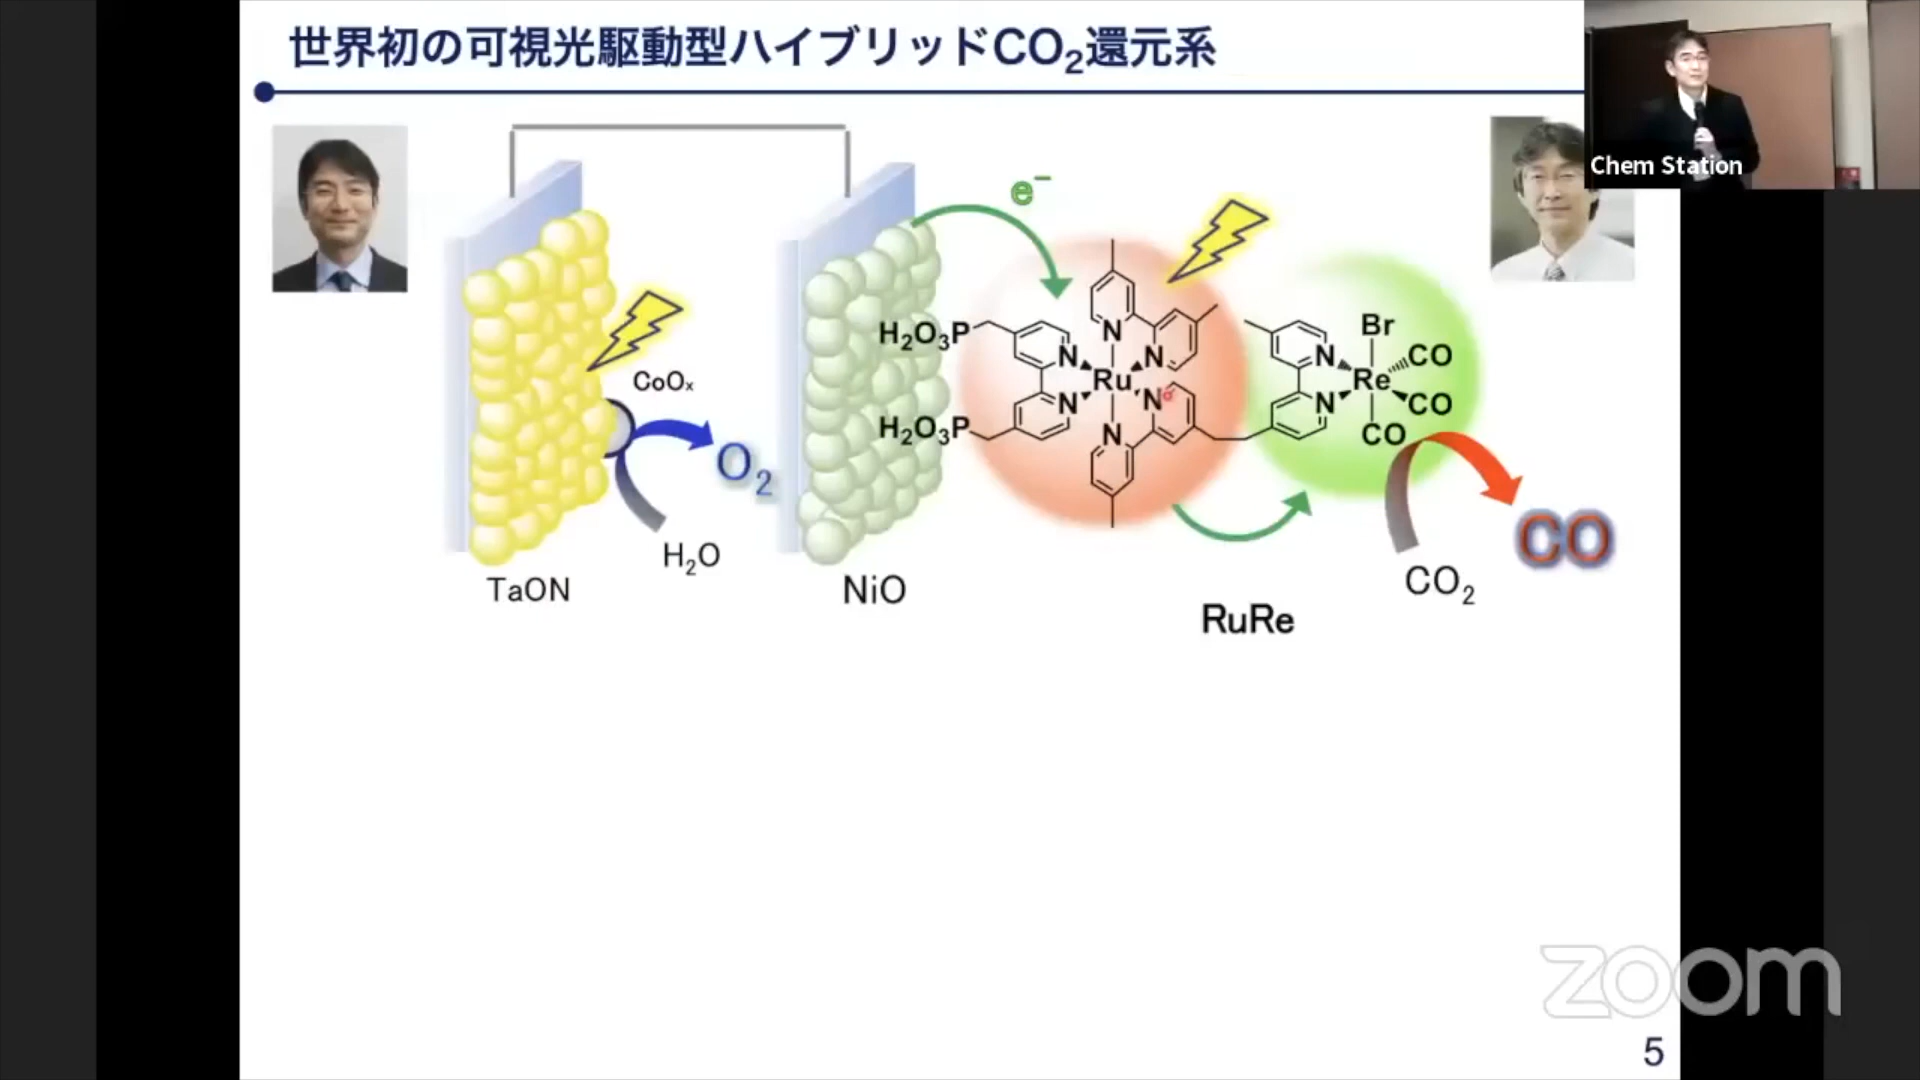 世界初の可視光駆動型ハイブリッドCO₂還元系
Chem Station
e⁻
H₂O₃P
H₂O₃P
N
N
N
N
N
N
Ru
N
N
Re
Br
CO
CO
CO
CoOₓ
O₂
H₂O
TaON
NiO
RuRe
CO₂
CO
zoom
5